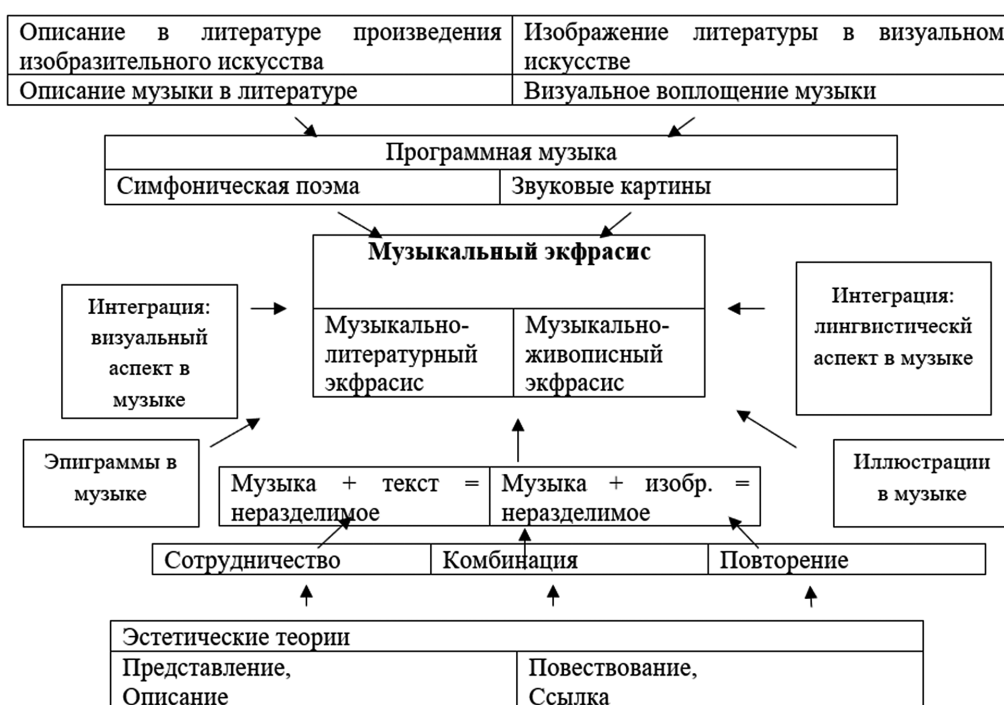 Описание в литературе произведения
изобразительного искусства
Изображение литературы в визуальном
искусстве
Описание музыки в литературе
Визуальное воплощение музыки
Программная музыка
Симфоническая поэма
Звуковые картины
Музыкальный экфрасис
Музыкально-
литературный
экфрасис
Музыкально-
живописный
экфрасис
Интеграция:
визуальный
аспект в
музыке
Интеграция:
лингвистическй
аспект в музыке
Эпиграммы в
музыке
Иллюстрации
в музыке
Музыка + текст =
неразделимое
Музыка + изобр. =
неразделимое
Сотрудничество
Комбинация
Повторение
Эстетические теории
Представление,
Описание
Повествование,
Ссылка